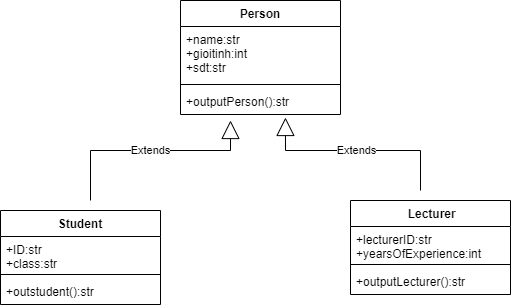 Person
+name:str
+gioitinh:int
+sdt:str
+outputPerson():str
Extends
Extends
Student
+ID:str
+class:str
+outstudent():str
Lecturer
+lecturerID:str
+yearsOfExperience:int
+outputLecturer():str